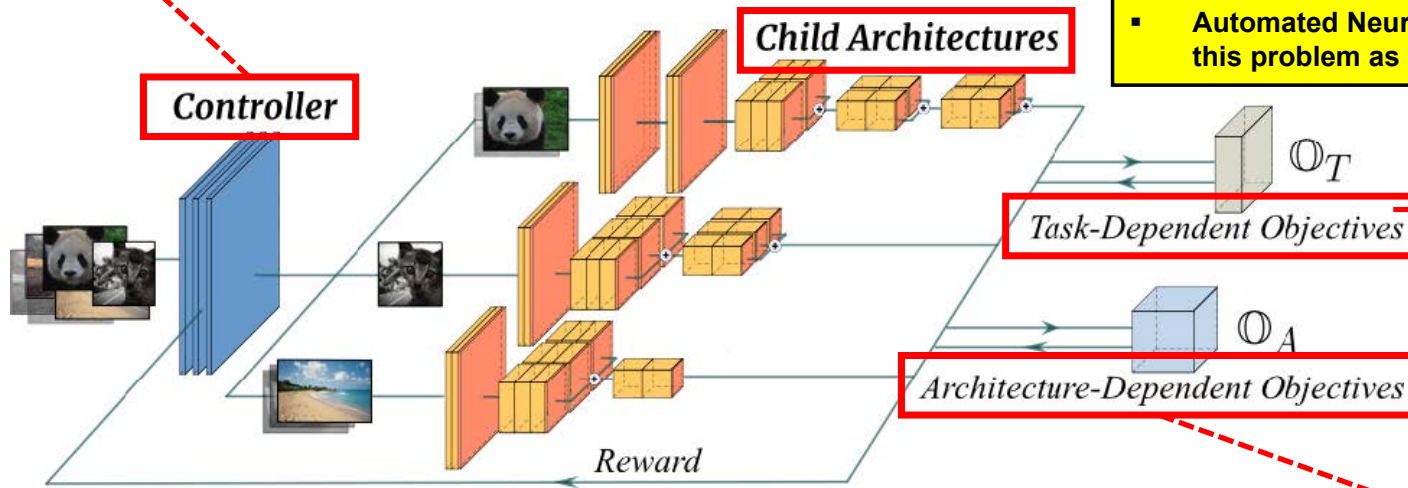 ▪ Automated Neur
this problem as
Child Architectures
Controller
𝕆T
Task-Dependent Objectives
𝕆A
Architecture-Dependent Objectives
Reward